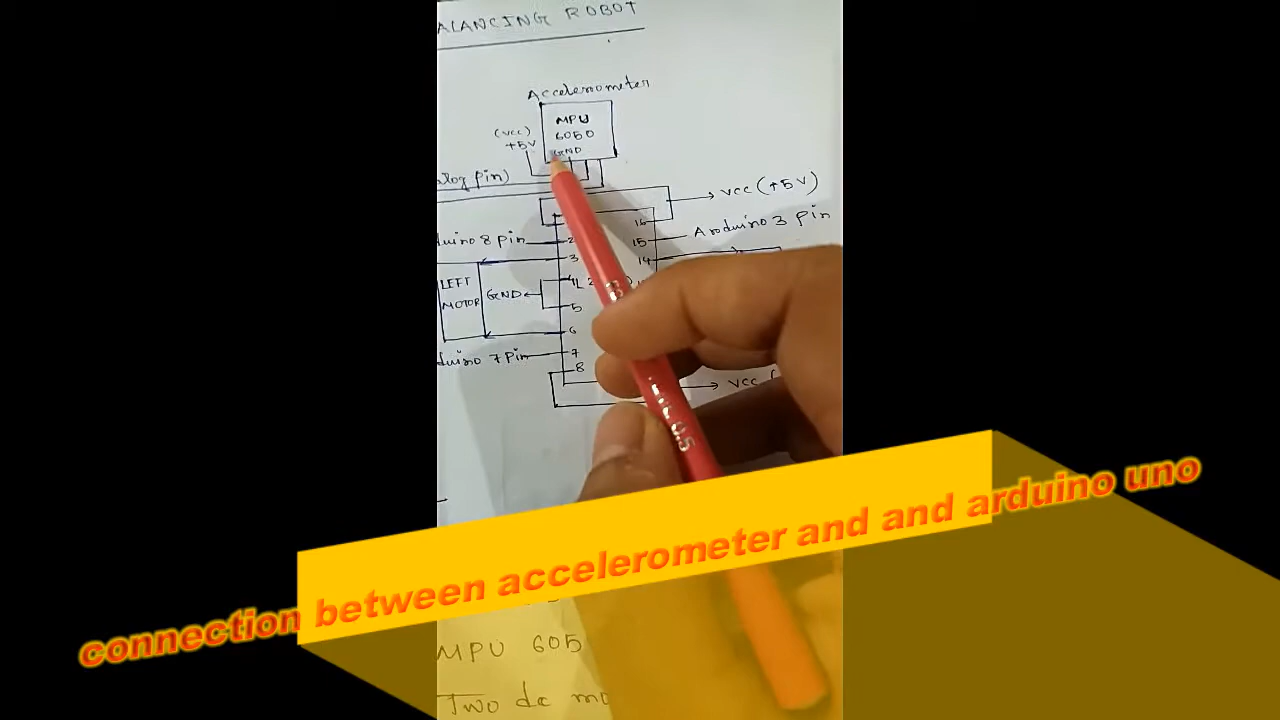 ALANCING ROBOT
Accelerometer
MPU
6050
GND
(VCC)
+5V
alog pin)
VCC (+5V)
16
duino 8 pin
2
15
Arduino 3 pin
3
14
LEFT
MOTOR
GND
4
L
5
6
duino 7 pin
7
8
VCC (
connection between accelerometer and and arduino uno
MPU 605
Two dc mo